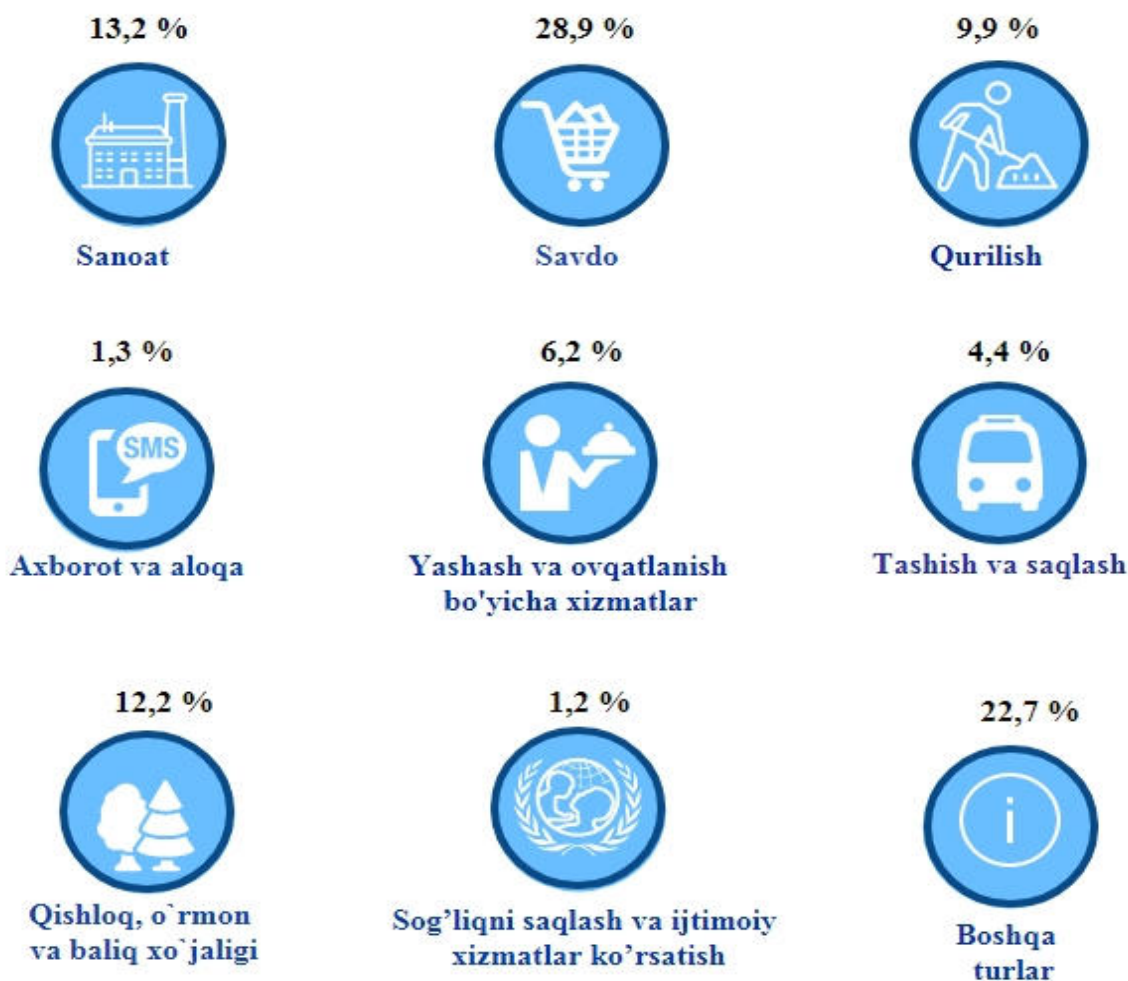 13,2 %
28,9 %
9,9 %
Sanoat
Savdo
Qurilish
1,3 %
6,2 %
4,4 %
SMS
Axborot va aloqa
Yashash va ovqatlanish
bo'yicha xizmatlar
Tashish va saqlash
12,2 %
1,2 %
22,7 %
i
Qishloq, o`rmon
va baliq xo`jaligi
Sog’liqni saqlash va ijtimoiy
xizmatlar ko’rsatish
Boshqa
turlar